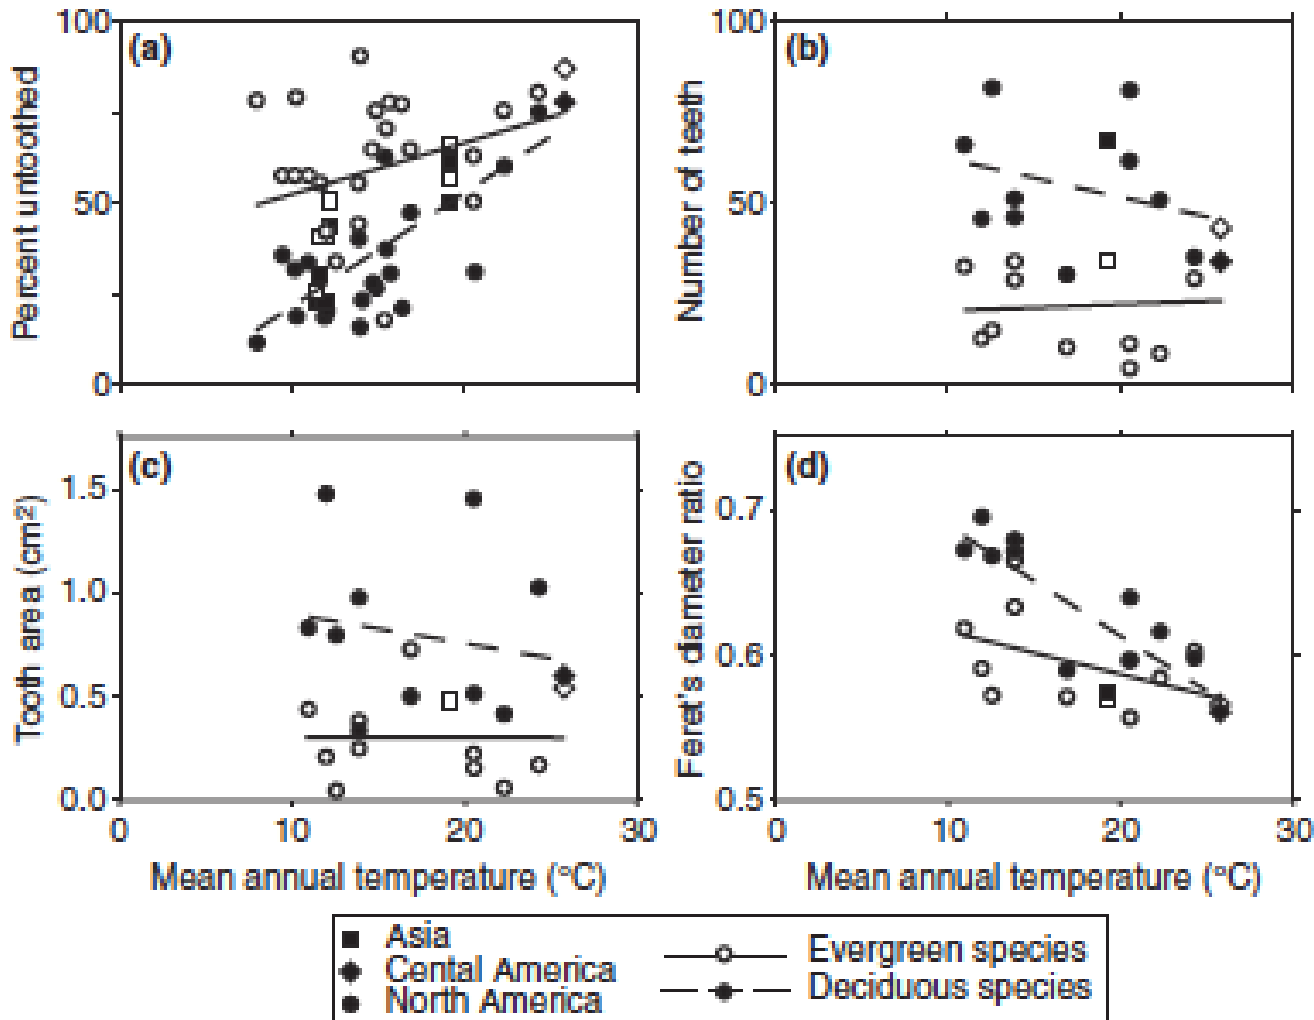 (a)
100
50
0
Percent untoothed
(b)
100
50
0
Number of teeth
(c)
1.5
1.0
0.5
0.0
Tooth area (cm²)
0 10 20 30
Mean annual temperature (°C)
(d)
0.7
0.6
0.5
Feret's diameter ratio
0 10 20 30
Mean annual temperature (°C)
Asia
Cental America
North America
Evergreen species
Deciduous species